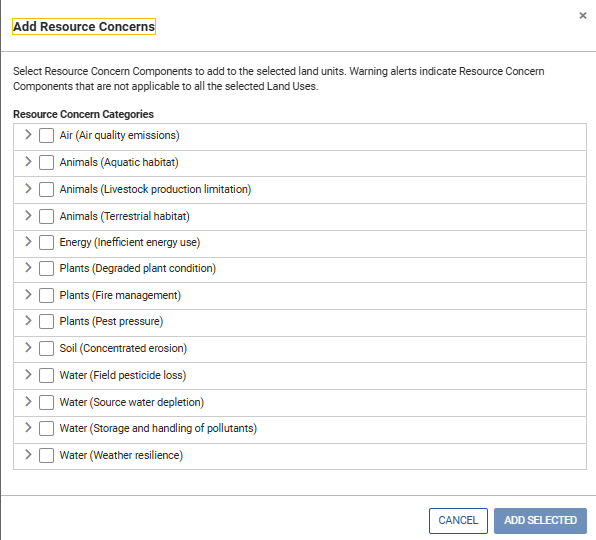 Add Resource Concerns
×
Select Resource Concern Components to add to the selected land units. Warning alerts indicate Resource Concern
Components that are not applicable to all the selected Land Uses.
Resource Concern Categories
Air (Air quality emissions)
Animals (Aquatic habitat)
Animals (Livestock production limitation)
Animals (Terrestrial habitat)
Energy (Inefficient energy use)
Plants (Degraded plant condition)
Plants (Fire management)
Plants (Pest pressure)
Soil (Concentrated erosion)
Water (Field pesticide loss)
Water (Source water depletion)
Water (Storage and handling of pollutants)
Water (Weather resilience)
CANCEL ADD SELECTED